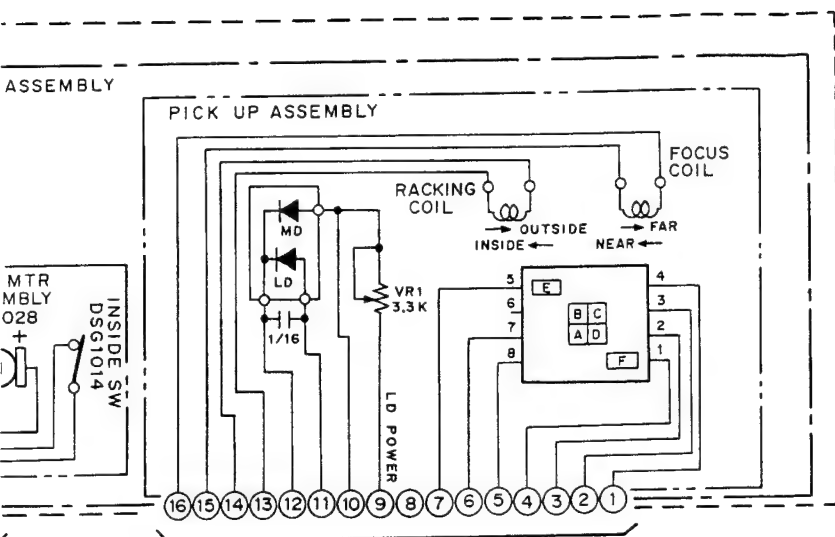 ASSEMBLY
PICK UP ASSEMBLY
FOCUS
COIL
RACKING
COIL
OUTSIDE
INSIDE
FAR
NEAR
MD
LD
1/16
VR1
3.3K
LD POWER
MTR
MBLY
028
+
INSIDE SW
DSG1014
5
6
7
8
E
B C
A D
F
4
3
2
1
16 15 14 13 12 11 10 9 8 7 6 5 4 3 2 1